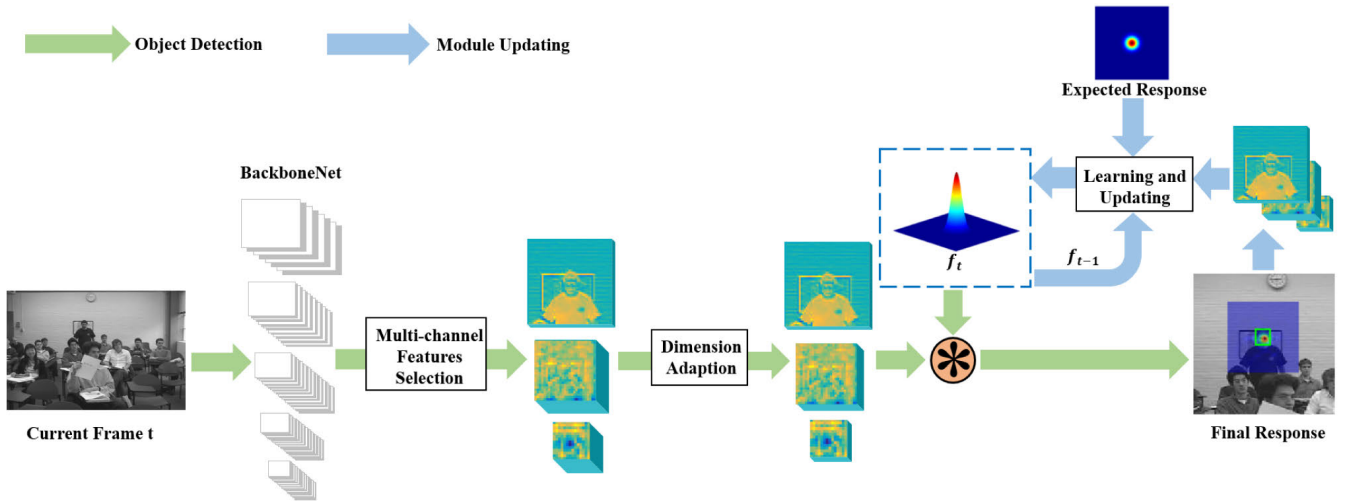 Object Detection
Module Updating
Expected Response
BackboneNet
Learning and
Updating
f_t
f_{t-1}
Multi-channel
Features
Selection
Dimension
Adaption
*
Current Frame t
Final Response